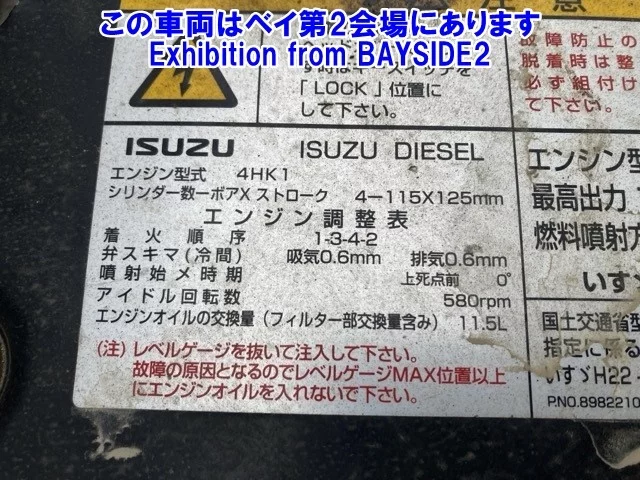 この車両はベイ第2会場にあります
Exhibition from BAYSIDE2
注意
「LOCK」位置に
して下さい。
故障防止の
脱着時は整
必ず組付け
て下さい。
ISUZU ISUZU DIESEL
エンジン型式 4HK1
シリンダー数ーボアX ストローク 4ー115X125mm
エンジン調整表
着火順序 1-3-4-2
弁スキマ(冷間) 吸気0.6mm 排気0.6mm
噴射始メ時期 上死点前 0°
アイドル回転数 580rpm
エンジンオイルの交換量(フィルター部交換量含み) 11.5L
(注)レベルゲージを抜いて注入して下さい。
故障の原因となるのでレベルゲージMAX位置以上
にエンジンオイルを入れないで下さい。
エンジン型
最高出力
燃料噴射方
いすゞ
国土交通省型
指定に係る
いすゞH22-
P.NO.8982210